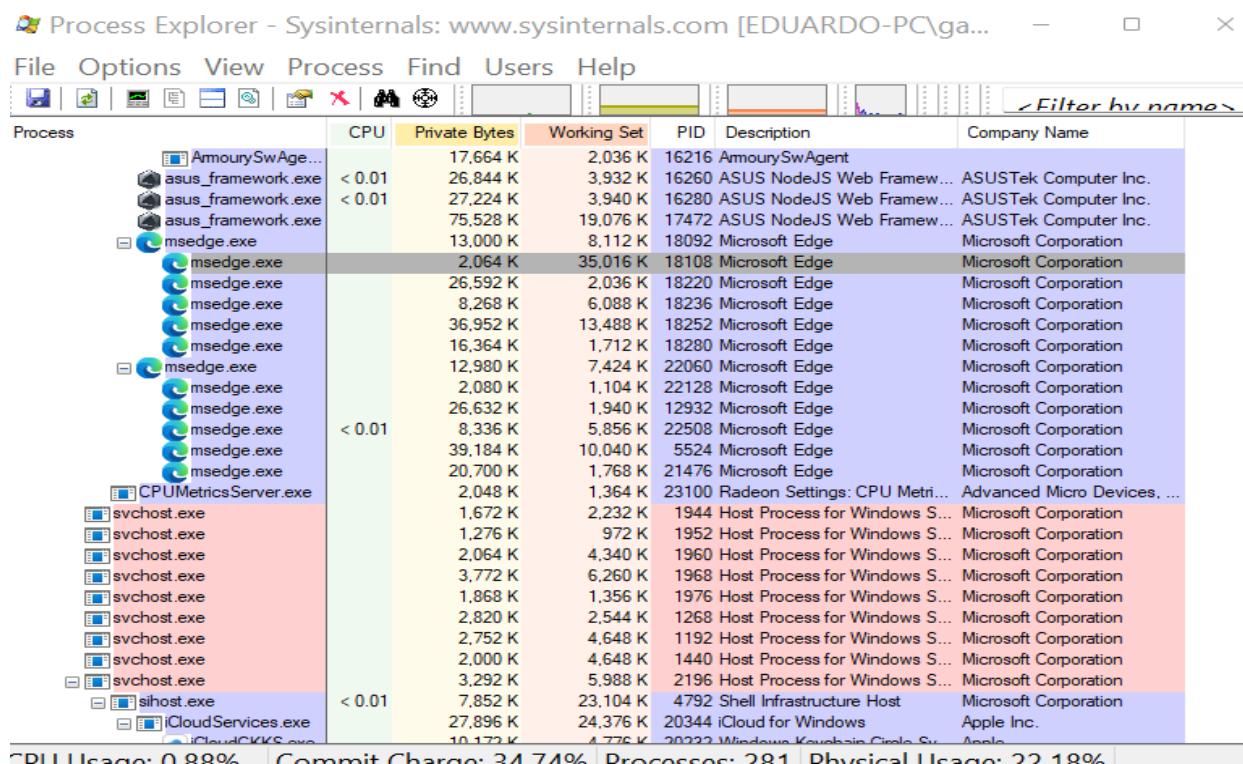 Process Explorer - Sysinternals: www.sysinternals.com [EDUARDO-PC\ga...
File Options View Process Find Users Help
<Filter by name>
Process CPU Private Bytes Working Set PID Description Company Name
ArmourySwAge... 17,664 K 2,036 K 16216 ArmourySwAgent
asus_framework.exe < 0.01 26,844 K 3,932 K 16260 ASUS NodeJS Web Framew... ASUSTek Computer Inc.
asus_framework.exe < 0.01 27,224 K 3,940 K 16280 ASUS NodeJS Web Framew... ASUSTek Computer Inc.
asus_framework.exe 75,528 K 19,076 K 17472 ASUS NodeJS Web Framew... ASUSTek Computer Inc.
msedge.exe 13,000 K 8,112 K 18092 Microsoft Edge Microsoft Corporation
msedge.exe 2,064 K 35,016 K 18108 Microsoft Edge Microsoft Corporation
msedge.exe 26,592 K 2,036 K 18220 Microsoft Edge Microsoft Corporation
msedge.exe 8,268 K 6,088 K 18236 Microsoft Edge Microsoft Corporation
msedge.exe 36,952 K 13,488 K 18252 Microsoft Edge Microsoft Corporation
msedge.exe 16,364 K 1,712 K 18280 Microsoft Edge Microsoft Corporation
msedge.exe 12,980 K 7,424 K 22060 Microsoft Edge Microsoft Corporation
msedge.exe 2,080 K 1,104 K 22128 Microsoft Edge Microsoft Corporation
msedge.exe 26,632 K 1,940 K 12932 Microsoft Edge Microsoft Corporation
msedge.exe < 0.01 8,336 K 5,856 K 22508 Microsoft Edge Microsoft Corporation
msedge.exe 39,184 K 10,040 K 5524 Microsoft Edge Microsoft Corporation
msedge.exe 20,700 K 1,768 K 21476 Microsoft Edge Microsoft Corporation
CPUMetricsServer.exe 2,048 K 1,364 K 23100 Radeon Settings: CPU Metri... Advanced Micro Devices, ...
svchost.exe 1,672 K 2,232 K 1944 Host Process for Windows S... Microsoft Corporation
svchost.exe 1,276 K 972 K 1952 Host Process for Windows S... Microsoft Corporation
svchost.exe 2,064 K 4,340 K 1960 Host Process for Windows S... Microsoft Corporation
svchost.exe 3,772 K 6,260 K 1968 Host Process for Windows S... Microsoft Corporation
svchost.exe 1,868 K 1,356 K 1976 Host Process for Windows S... Microsoft Corporation
svchost.exe 2,820 K 2,544 K 1268 Host Process for Windows S... Microsoft Corporation
svchost.exe 2,752 K 4,648 K 1192 Host Process for Windows S... Microsoft Corporation
svchost.exe 2,000 K 4,648 K 1440 Host Process for Windows S... Microsoft Corporation
svchost.exe 3,292 K 5,988 K 2196 Host Process for Windows S... Microsoft Corporation
sihost.exe < 0.01 7,852 K 23,104 K 4792 Shell Infrastructure Host Microsoft Corporation
iCloudServices.exe 27,896 K 24,376 K 20344 iCloud for Windows Apple Inc.
iCloudCKKS.exe 10,172 K 4,776 K 20232 Windows Keychain Circle Sy... Apple
CPU Usage: 0.88% Commit Charge: 34.74% Processes: 281 Physical Usage: 22.18%